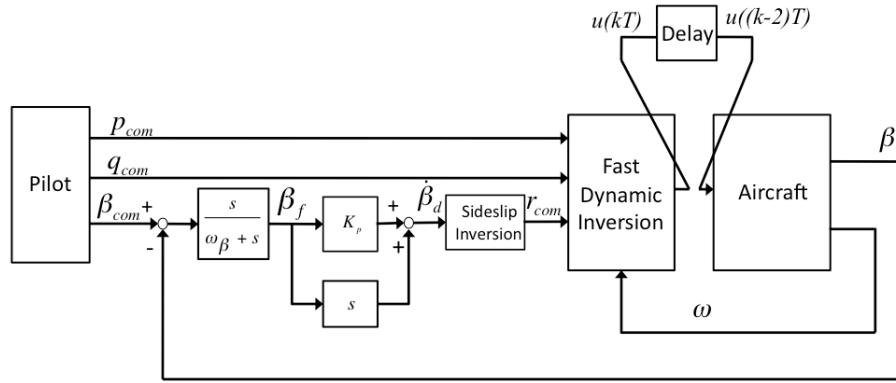 u(kT)
Delay
u((k-2)T)
Pilot
p_com
q_com
β_com
+
-
s
ω_β + s
β_f
K_p
s
+
+
β̇_d
Sideslip
Inversion
r_com
Fast
Dynamic
Inversion
Aircraft
β
ω